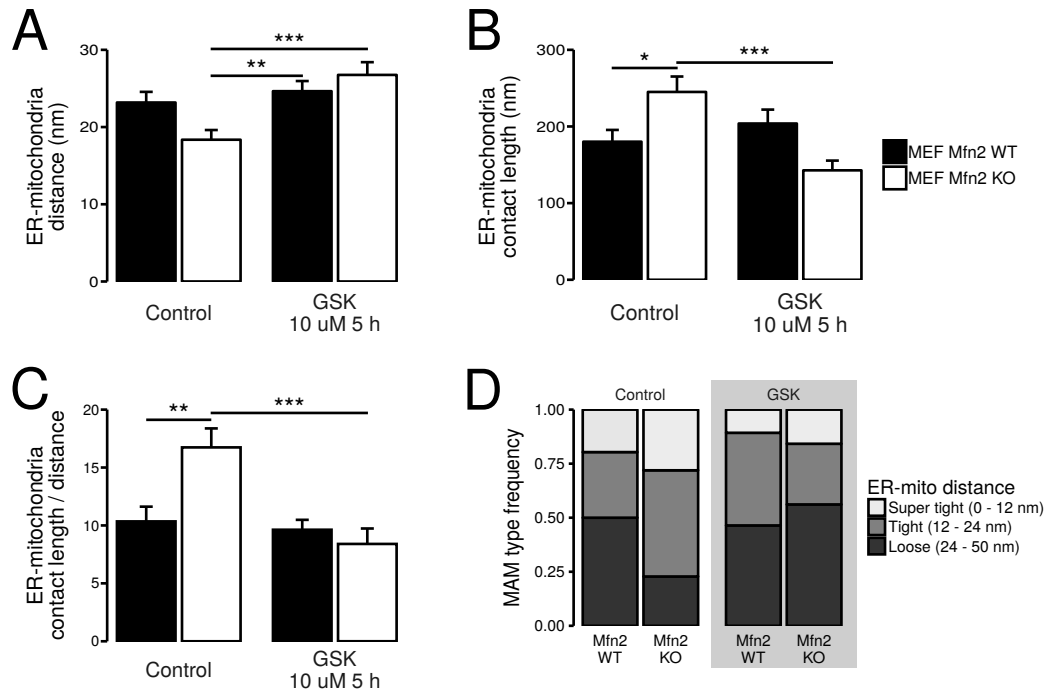 A
ER-mitochondria
distance (nm)
30
20
10
0
***
**
Control
GSK
10 uM 5 h
B
ER-mitochondria
contact length (nm)
300
200
100
0
*
***
Control
GSK
10 uM 5 h
MEF Mfn2 WT
MEF Mfn2 KO
C
ER-mitochondria
contact length / distance
20
15
10
5
0
**
***
Control
GSK
10 uM 5 h
D
Control
GSK
MAM type frequency
1.00
0.75
0.50
0.25
0.00
Mfn2
WT
Mfn2
KO
Mfn2
WT
Mfn2
KO
ER-mito distance
Super tight (0 - 12 nm)
Tight (12 - 24 nm)
Loose (24 - 50 nm)